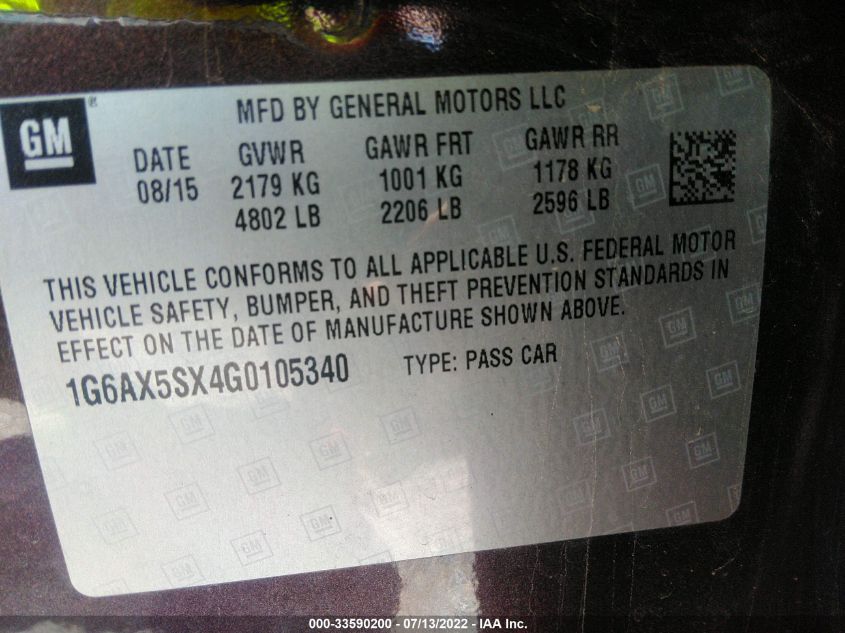 GM®
MFD BY GENERAL MOTORS LLC
DATE GVWR GAWR FRT GAWR RR
08/15 2179 KG 1001 KG 1178 KG
4802 LB 2206 LB 2596 LB
THIS VEHICLE CONFORMS TO ALL APPLICABLE U.S. FEDERAL MOTOR
VEHICLE SAFETY, BUMPER, AND THEFT PREVENTION STANDARDS IN
EFFECT ON THE DATE OF MANUFACTURE SHOWN ABOVE.
1G6AX5SX4G0105340 TYPE: PASS CAR
000-33590200 - 07/13/2022 - IAA Inc.